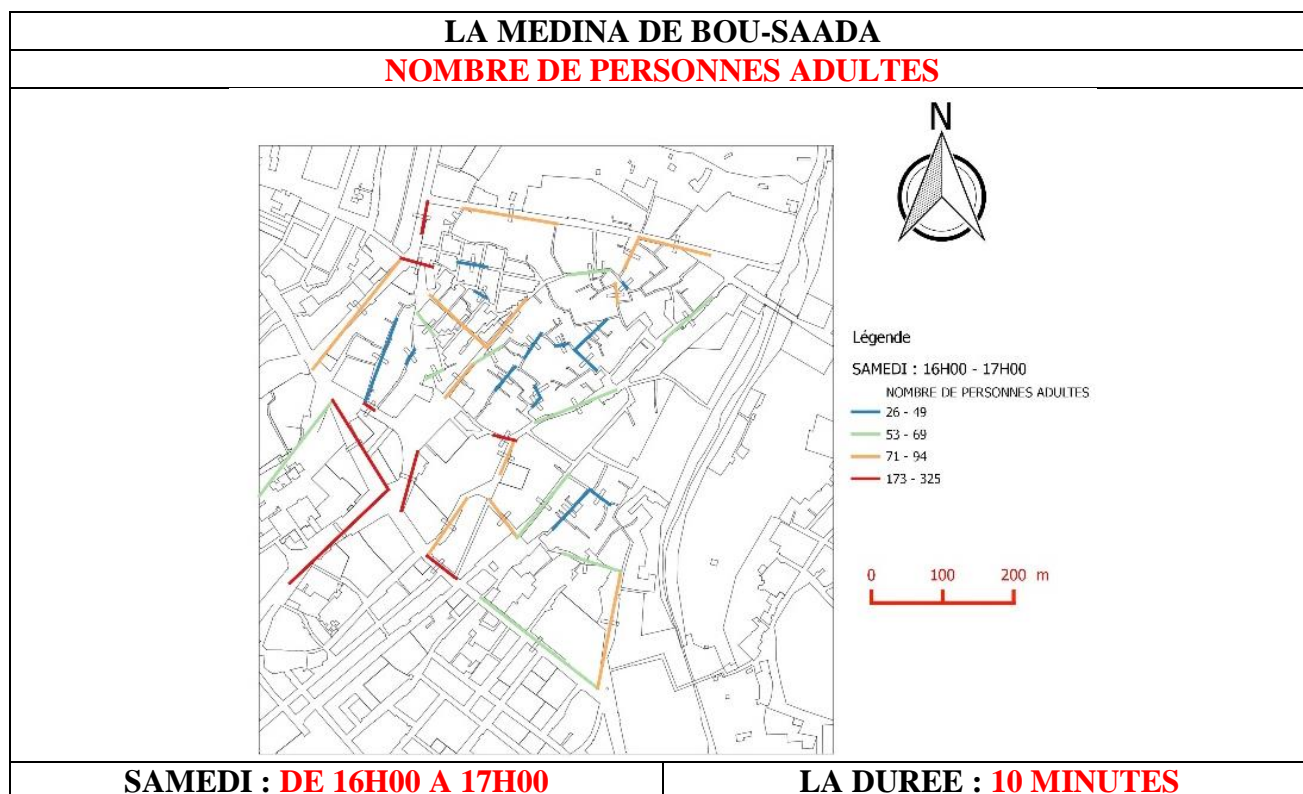 LA MEDINA DE BOU-SAADA
NOMBRE DE PERSONNES ADULTES
N
Légende
SAMEDI : 16H00 - 17H00
NOMBRE DE PERSONNES ADULTES
26 - 49
53 - 69
71 - 94
173 - 325
0 100 200 m
SAMEDI : DE 16H00 A 17H00
LA DUREE : 10 MINUTES